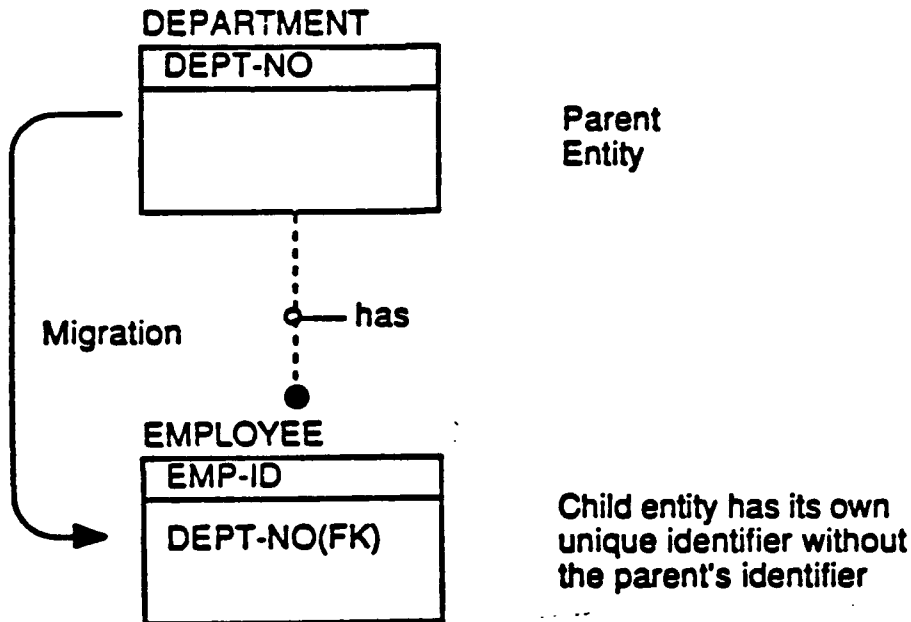 DEPARTMENT
DEPT-NO
Parent
Entity
has
Migration
EMPLOYEE
EMP-ID
DEPT-NO(FK)
Child entity has its own
unique identifier without
the parent's identifier